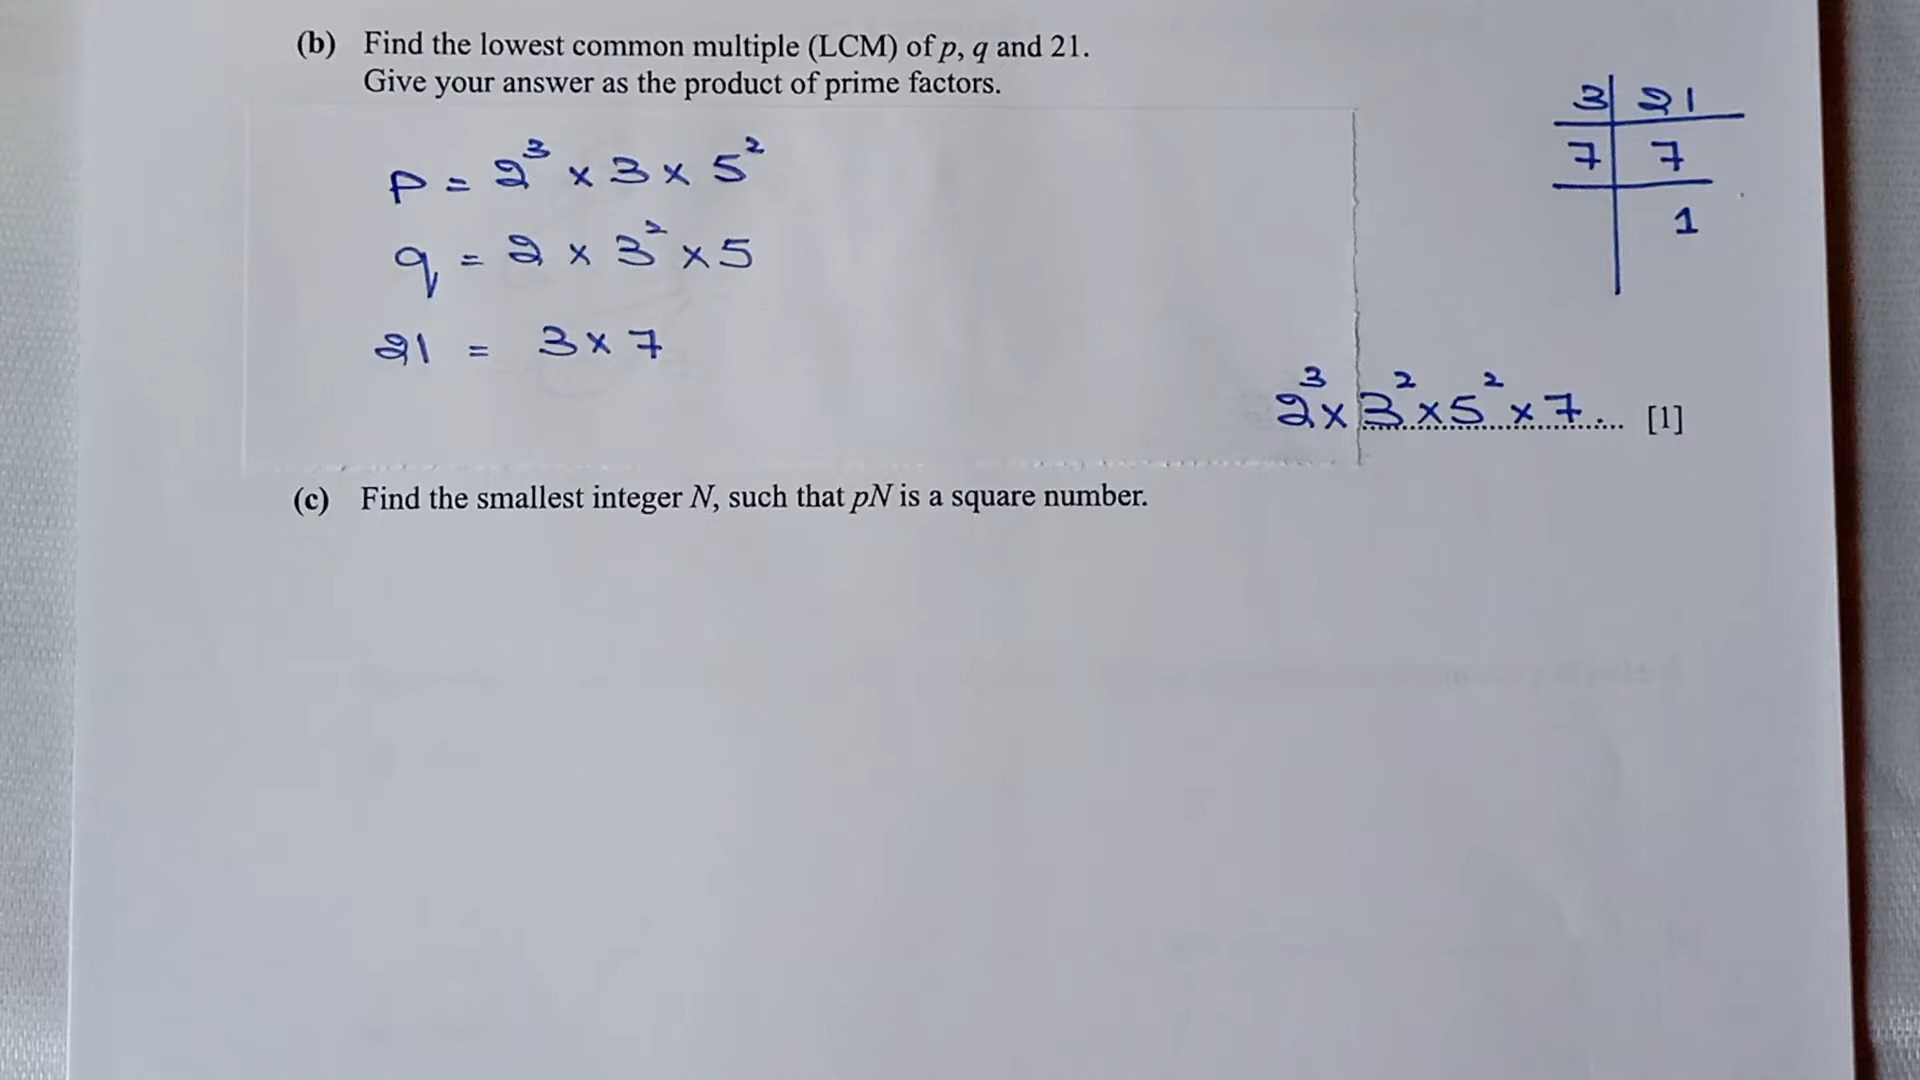 (b) Find the lowest common multiple (LCM) of p, q and 21.
Give your answer as the product of prime factors.
3 21
7 7
1
P = 2³ × 3 × 5²
q = 2 × 3² × 5
21 = 3 × 7
2³ × 3² × 5² × 7 .... [1]
(c) Find the smallest integer N, such that pN is a square number.